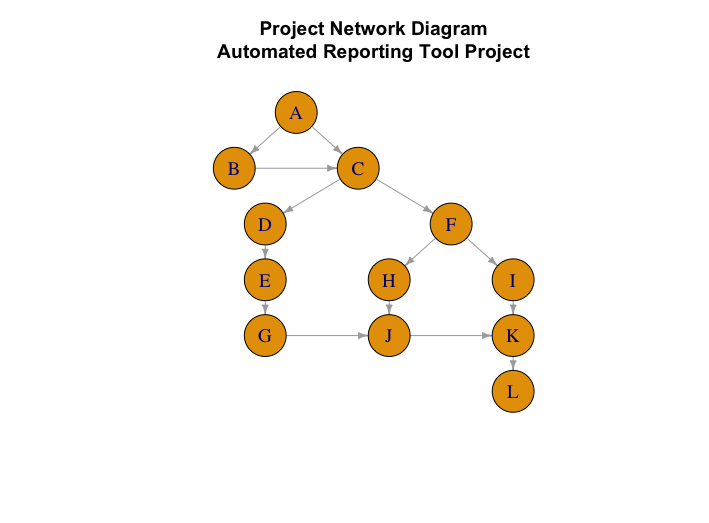 Project Network Diagram
Automated Reporting Tool Project
A
B
C
D
F
E
H
I
G
J
K
L